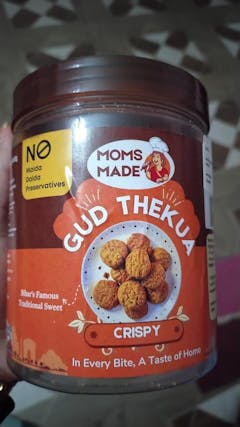 NO
Maida
Dalda
Preservatives
MOMS
MADE
GUD THEKUA
Bihar's Famous
Traditional Sweet
CRISPY
In Every Bite, A Taste of Home